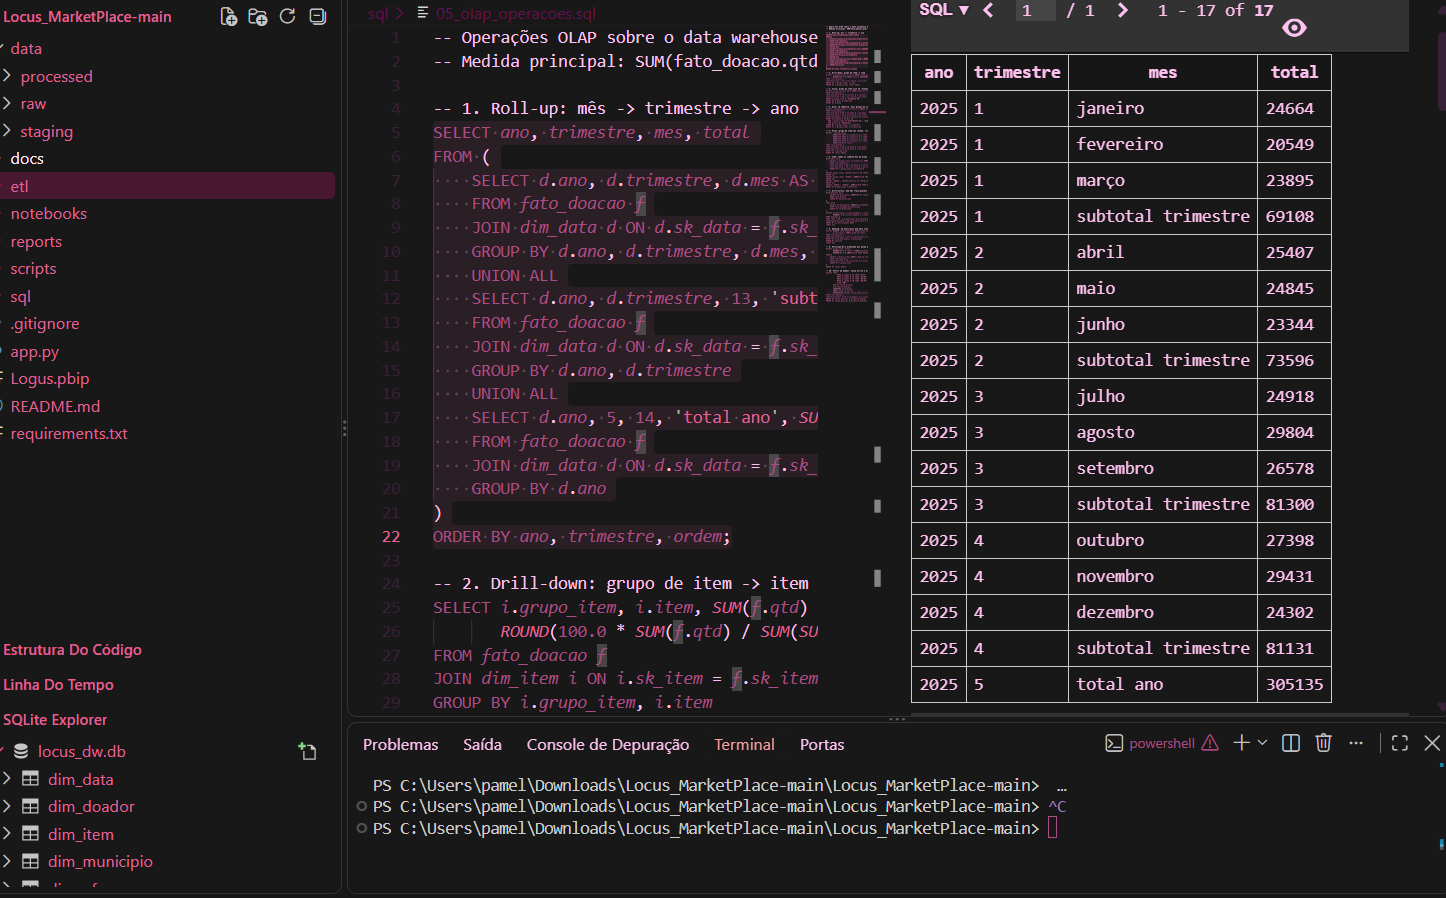 Locus_MarketPlace-main
data
processed
raw
staging
docs
etl
notebooks
reports
scripts
sql
.gitignore
app.py
Logus.pbip
README.md
requirements.txt
Estrutura Do Código
Linha Do Tempo
SQLite Explorer
locus_dw.db
dim_data
dim_doador
dim_item
dim_municipio
sql > 05_olap_operacoes.sql
1 -- Operações OLAP sobre o data warehouse
2 -- Medida principal: SUM(fato_doacao.qtd
3
4 -- 1. Roll-up: mês -> trimestre -> ano
5 SELECT ano, trimestre, mes, total
6 FROM (
7 SELECT d.ano, d.trimestre, d.mes AS
8 FROM fato_doacao f
9 JOIN dim_data d ON d.sk_data = f.sk_
10 GROUP BY d.ano, d.trimestre, d.mes,
11 UNION ALL
12 SELECT d.ano, d.trimestre, 13, 'subt
13 FROM fato_doacao f
14 JOIN dim_data d ON d.sk_data = f.sk_
15 GROUP BY d.ano, d.trimestre
16 UNION ALL
17 SELECT d.ano, 5, 14, 'total ano', SU
18 FROM fato_doacao f
19 JOIN dim_data d ON d.sk_data = f.sk_
20 GROUP BY d.ano
21 )
22 ORDER BY ano, trimestre, ordem;
23
24 -- 2. Drill-down: grupo de item -> item
25 SELECT i.grupo_item, i.item, SUM(f.qtd)
26 ROUND(100.0 * SUM(f.qtd) / SUM(SU
27 FROM fato_doacao f
28 JOIN dim_item i ON i.sk_item = f.sk_item
29 GROUP BY i.grupo_item, i.item
SQL ▼ < 1 / 1 > 1 - 17 of 17
ano trimestre mes total
2025 1 janeiro 24664
2025 1 fevereiro 20549
2025 1 março 23895
2025 1 subtotal trimestre 69108
2025 2 abril 25407
2025 2 maio 24845
2025 2 junho 23344
2025 2 subtotal trimestre 73596
2025 3 julho 24918
2025 3 agosto 29804
2025 3 setembro 26578
2025 3 subtotal trimestre 81300
2025 4 outubro 27398
2025 4 novembro 29431
2025 4 dezembro 24302
2025 4 subtotal trimestre 81131
2025 5 total ano 305135
Problemas Saída Console de Depuração Terminal Portas
powershell
PS C:\Users\pamel\Downloads\Locus_MarketPlace-main\Locus_MarketPlace-main> …
PS C:\Users\pamel\Downloads\Locus_MarketPlace-main\Locus_MarketPlace-main> ^C
PS C:\Users\pamel\Downloads\Locus_MarketPlace-main\Locus_MarketPlace-main>